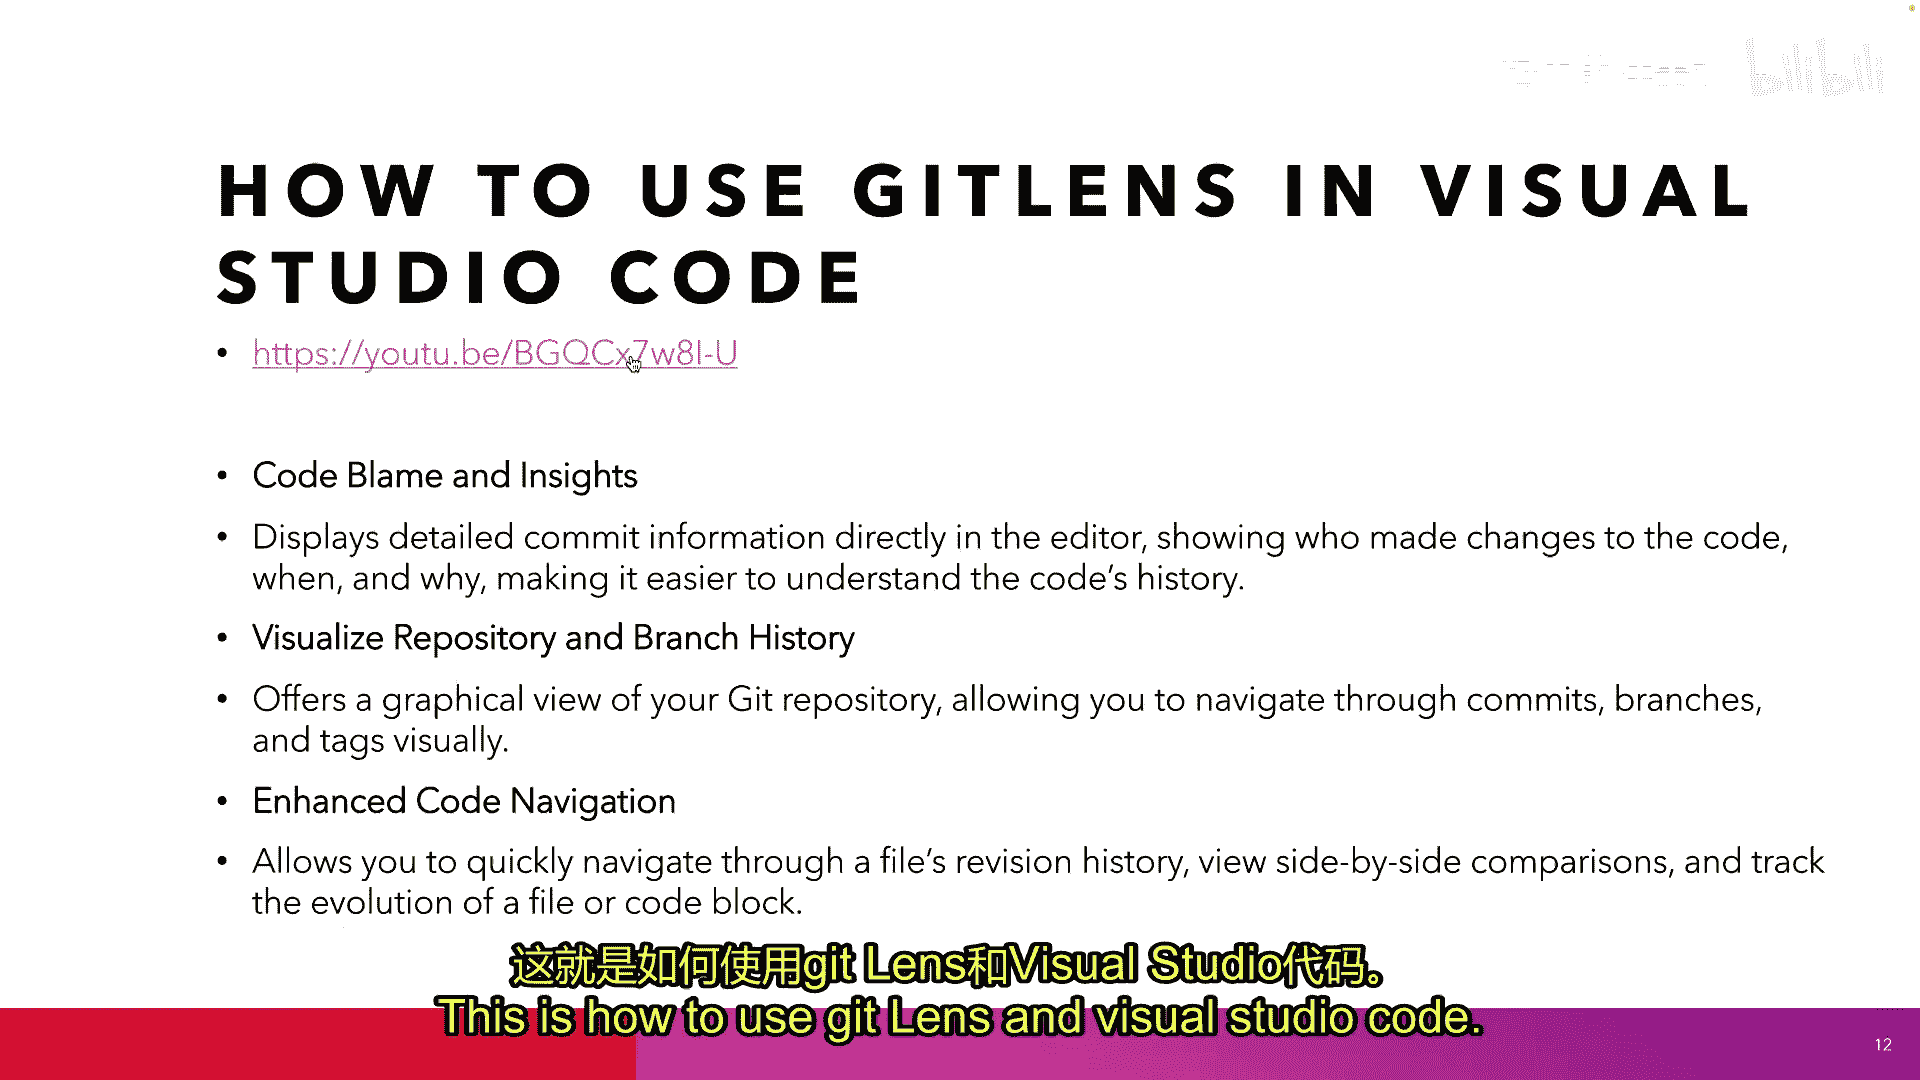 bilibili
HOW TO USE GITLENS IN VISUAL
STUDIO CODE
• https://youtu.be/BGQCx7w8I-U
• Code Blame and Insights
• Displays detailed commit information directly in the editor, showing who made changes to the code,
when, and why, making it easier to understand the code’s history.
• Visualize Repository and Branch History
• Offers a graphical view of your Git repository, allowing you to navigate through commits, branches,
and tags visually.
• Enhanced Code Navigation
• Allows you to quickly navigate through a file’s revision history, view side-by-side comparisons, and track
the evolution of a file or code block.
这就是如何使用git Lens和Visual Studio代码。
This is how to use git Lens and visual studio code.
12